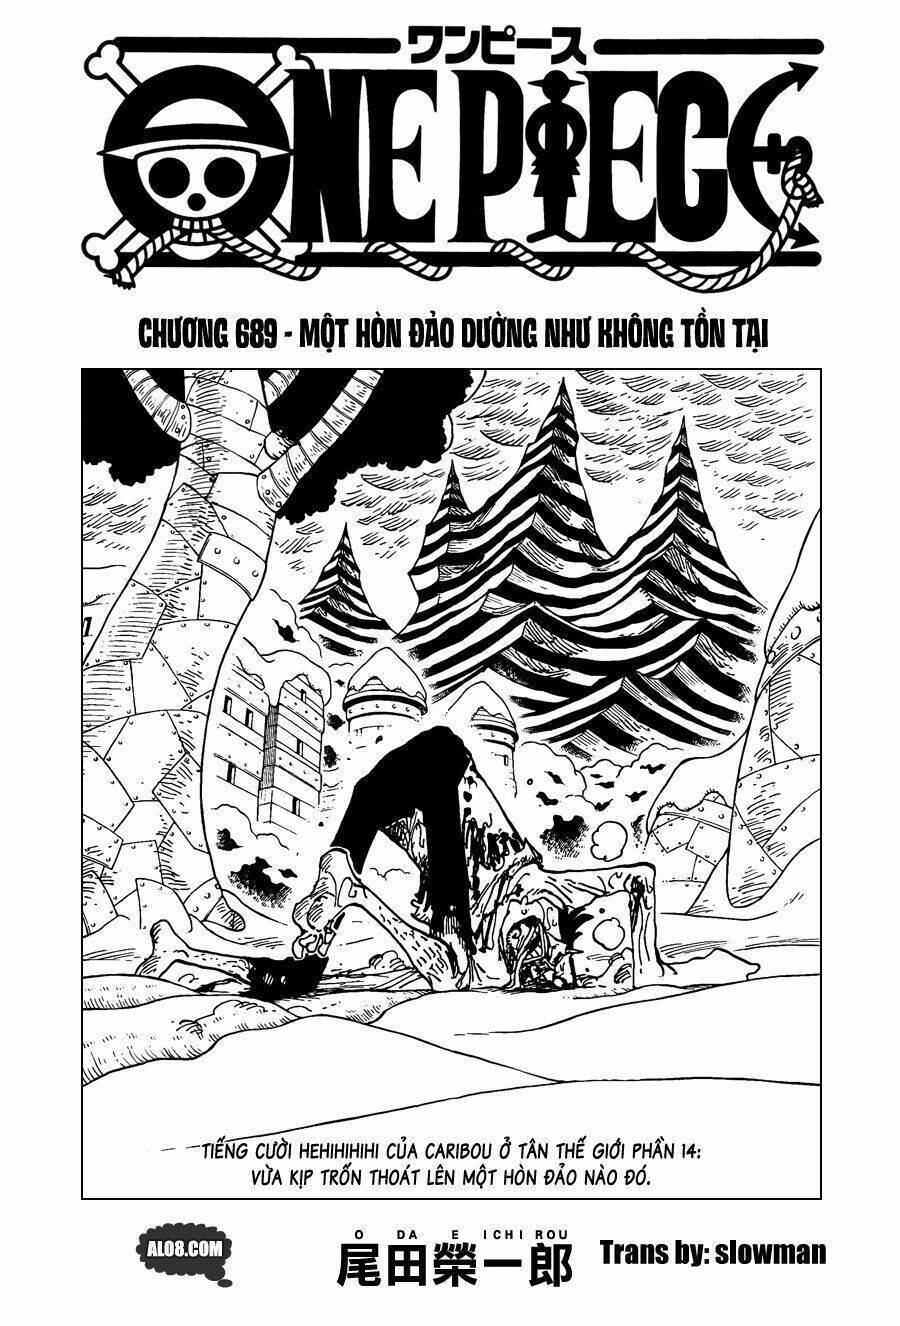 ワンピース
ONE PIECE
CHƯƠNG 689 - MỘT HÒN ĐẢO DƯỜNG NHƯ KHÔNG TỒN TẠI
1
TIẾNG CƯỜI HEHIHIHIHI CỦA CARIBOU Ở TÂN THẾ GIỚI PHẦN 14:
VỪA KỊP TRỐN THOÁT LÊN MỘT HÒN ĐẢO NÀO ĐÓ.
O DA E ICHI ROU
尾田榮一郎
ALO8.COM
Trans by: slowman